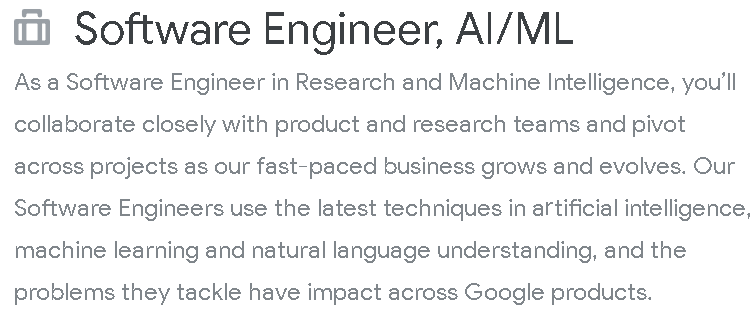 Software Engineer, AI/ML
As a Software Engineer in Research and Machine Intelligence, you’ll
collaborate closely with product and research teams and pivot
across projects as our fast-paced business grows and evolves. Our
Software Engineers use the latest techniques in artificial intelligence,
machine learning and natural language understanding, and the
problems they tackle have impact across Google products.